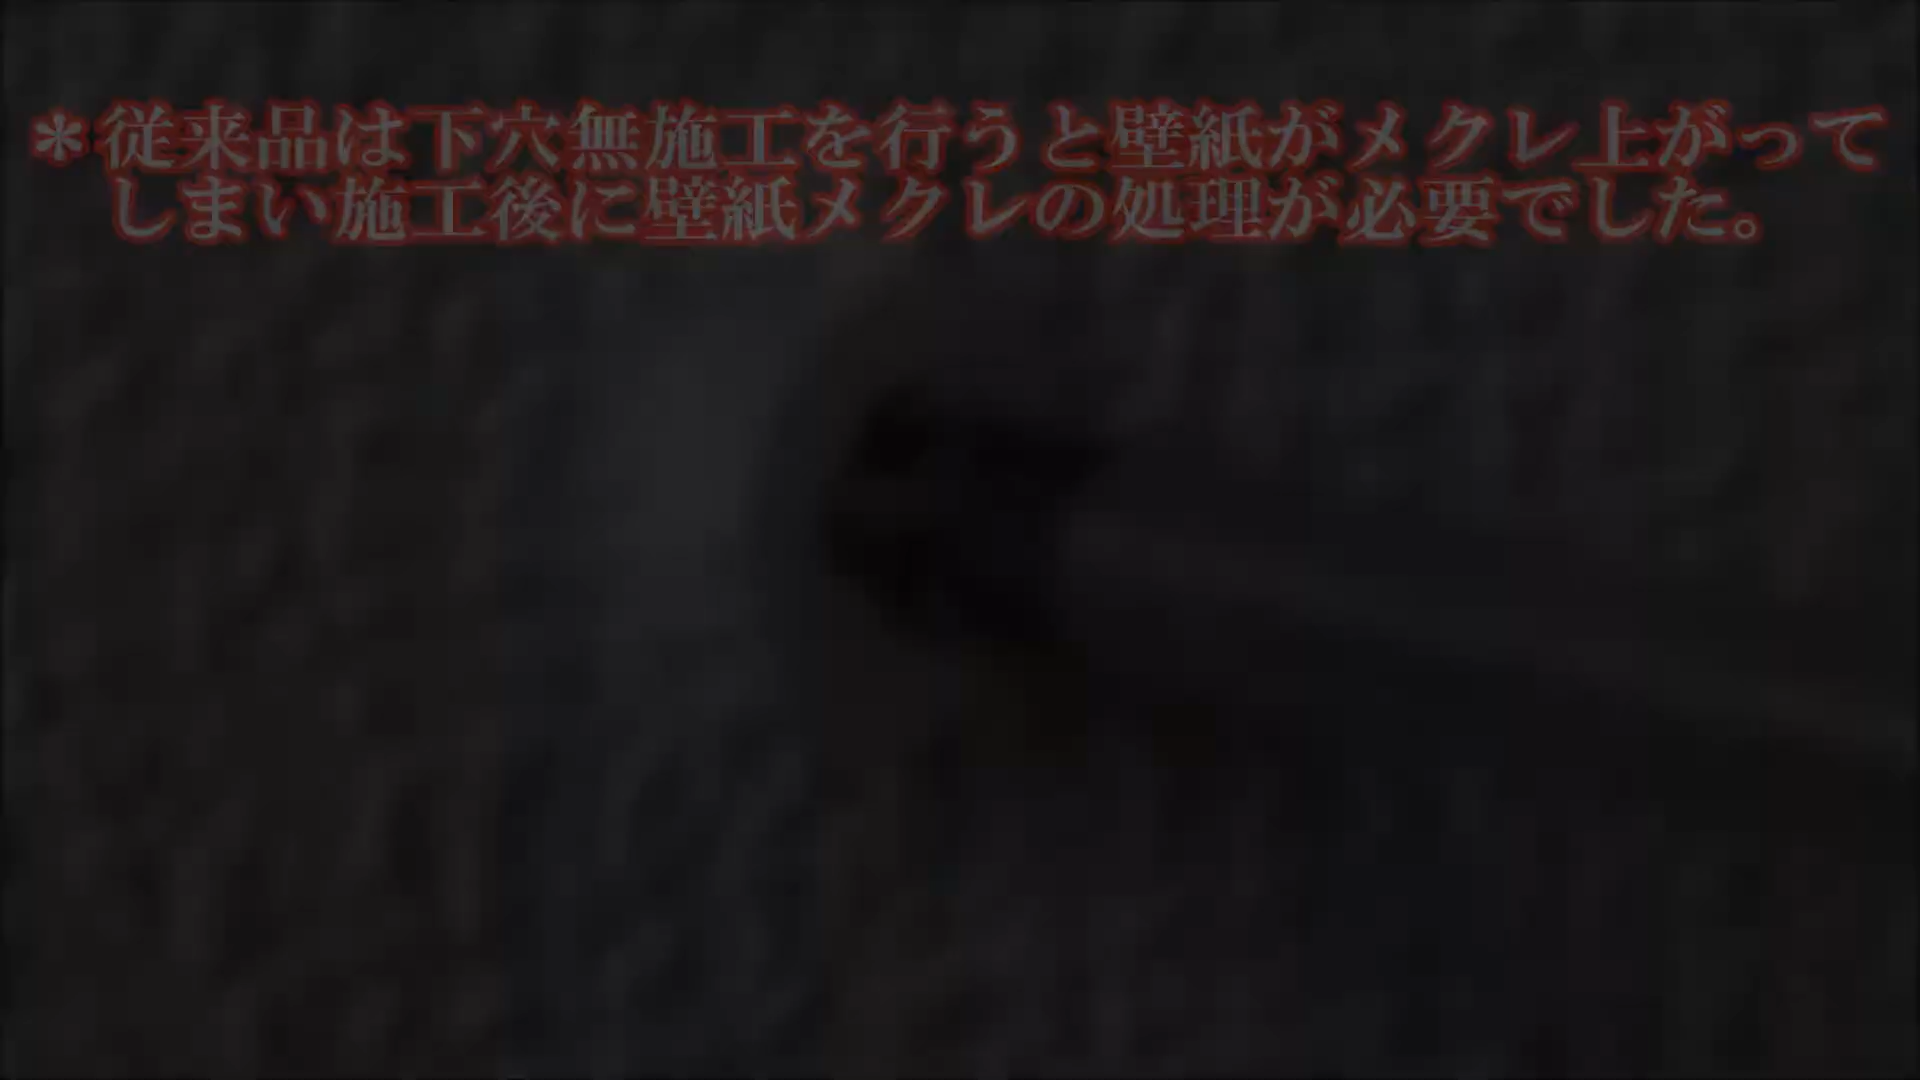 ＊従来品は下穴無施工を行うと壁紙がメクレ上がって
しまい施工後に壁紙メクレの処理が必要でした。